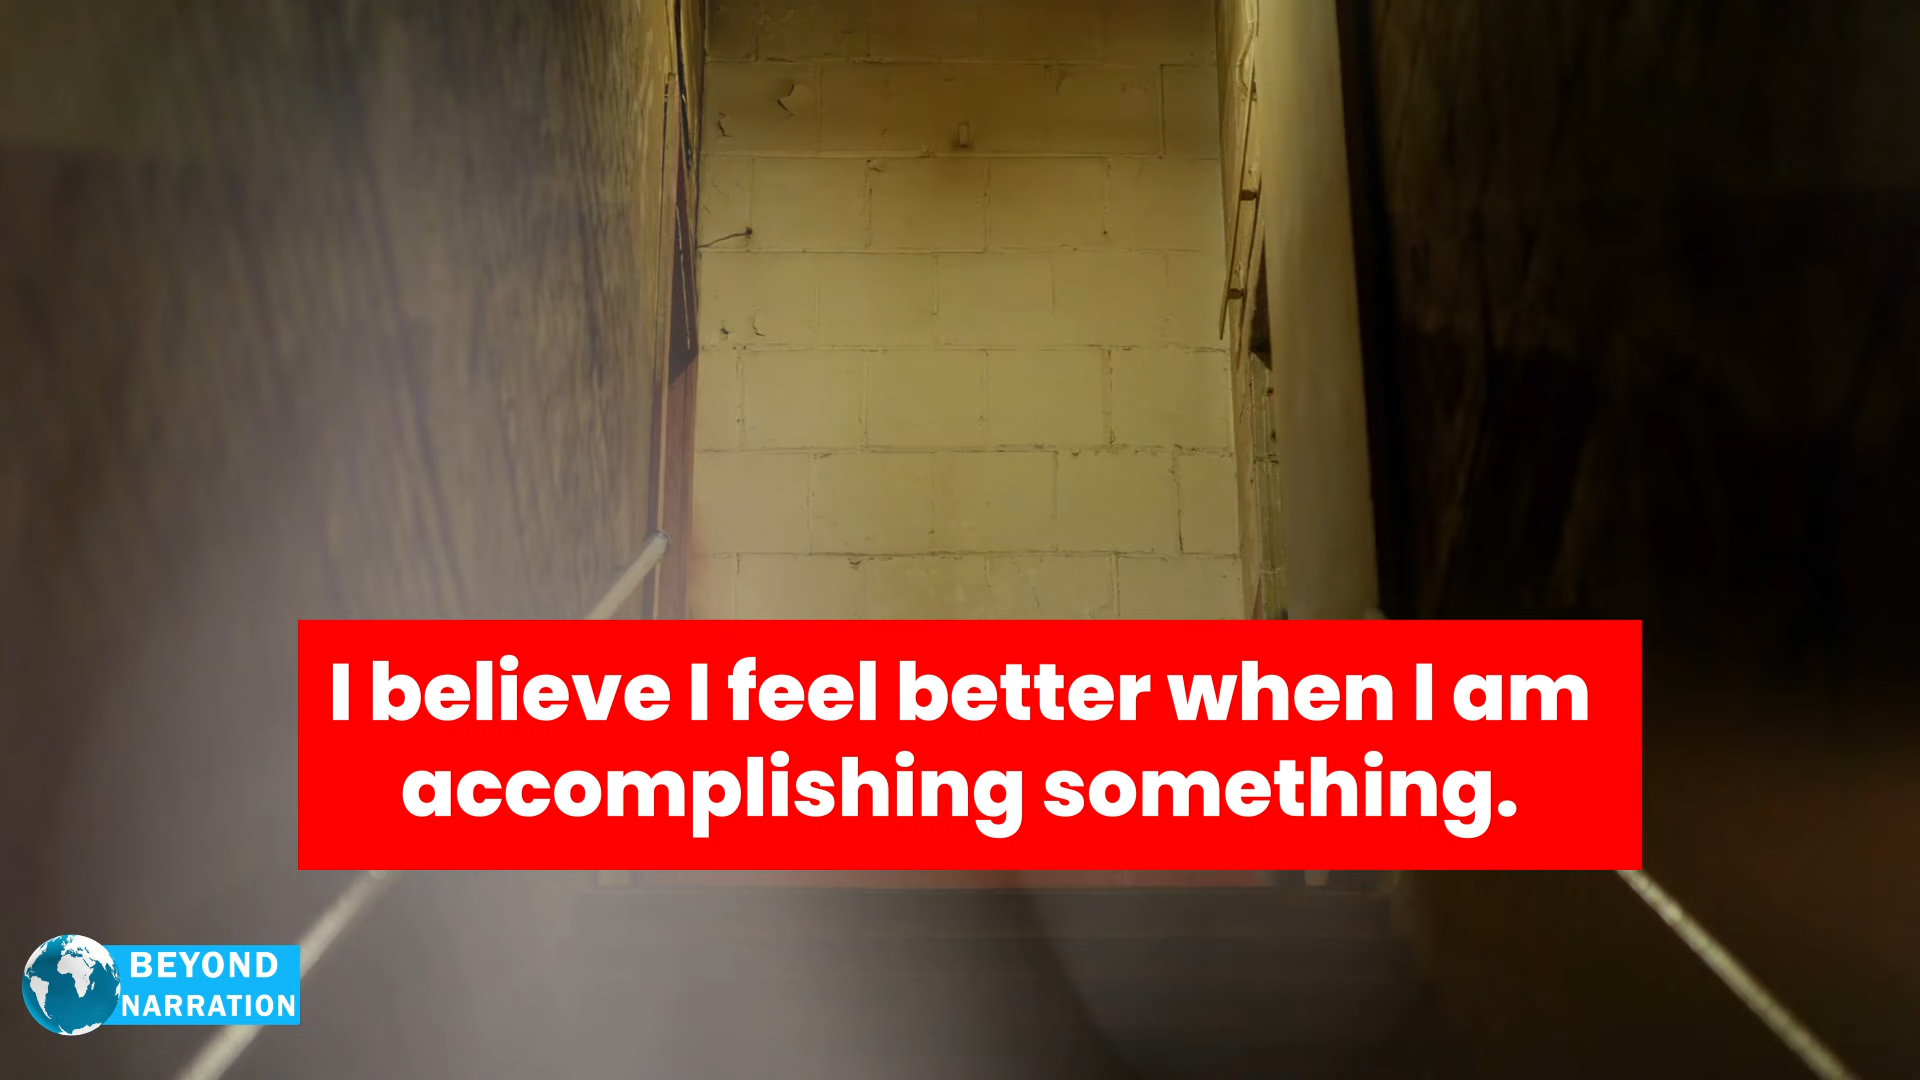 I believe I feel better when I am
accomplishing something.
BEYOND
NARRATION